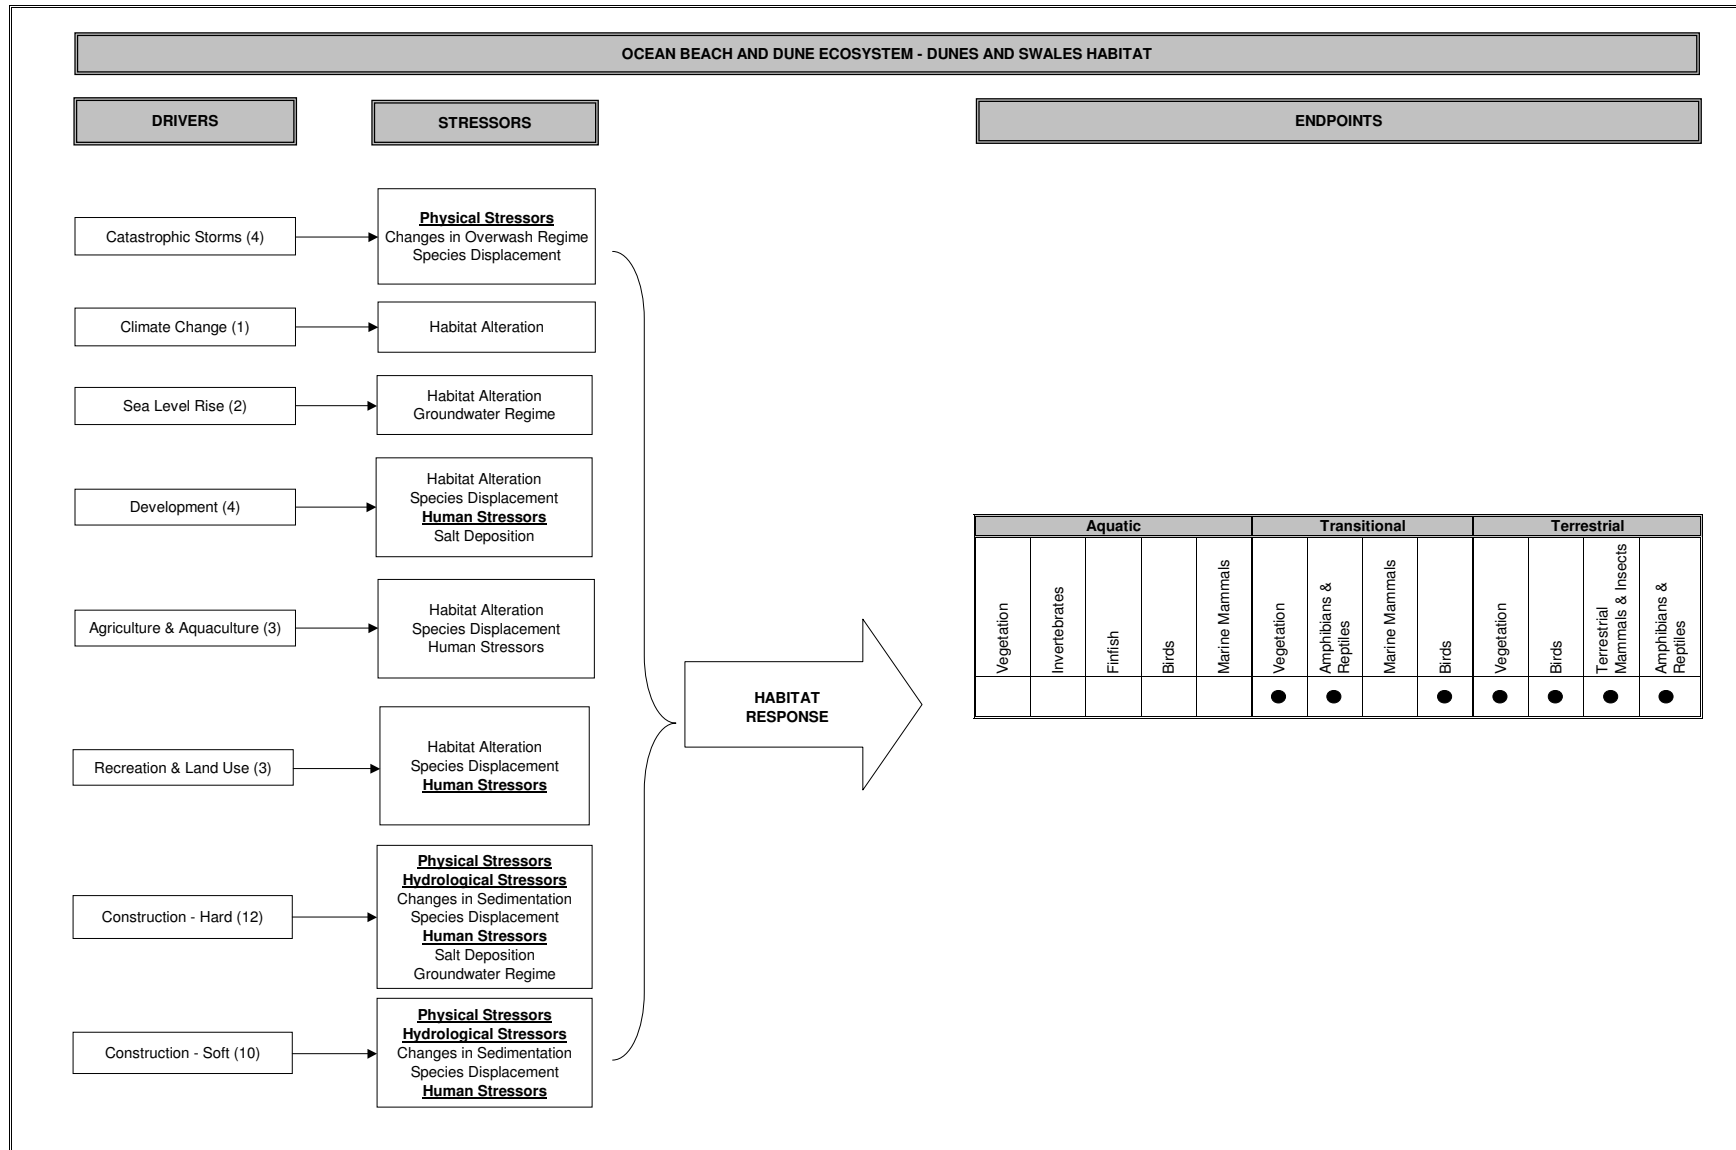 OCEAN BEACH AND DUNE ECOSYSTEM - DUNES AND SWALES HABITAT
DRIVERS
STRESSORS
ENDPOINTS
Catastrophic Storms (4)
Physical Stressors
Changes in Overwash Regime
Species Displacement
Climate Change (1)
Habitat Alteration
Sea Level Rise (2)
Habitat Alteration
Groundwater Regime
Development (4)
Habitat Alteration
Species Displacement
Human Stressors
Salt Deposition
Agriculture & Aquaculture (3)
Habitat Alteration
Species Displacement
Human Stressors
Recreation & Land Use (3)
Habitat Alteration
Species Displacement
Human Stressors
Construction - Hard (12)
Physical Stressors
Hydrological Stressors
Changes in Sedimentation
Species Displacement
Human Stressors
Salt Deposition
Groundwater Regime
Construction - Soft (10)
Physical Stressors
Hydrological Stressors
Changes in Sedimentation
Species Displacement
Human Stressors
HABITAT
RESPONSE
Aquatic
Transitional
Terrestrial
Vegetation
Invertebrates
Finfish
Birds
Marine Mammals
Vegetation
Amphibians &
Reptiles
Marine Mammals
Birds
Vegetation
Birds
Terrestrial
Mammals & Insects
Amphibians &
Reptiles